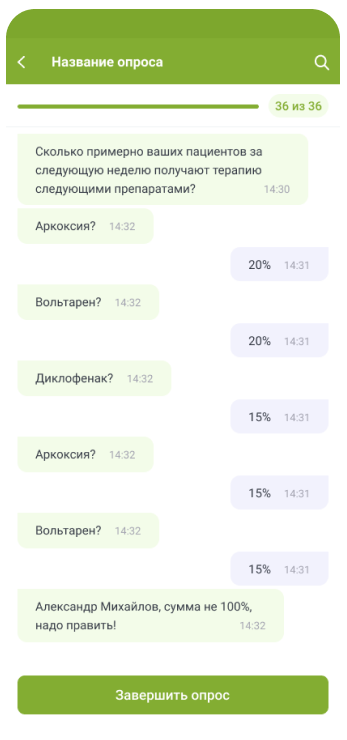 Название опроса
36 из 36
Сколько примерно ваших пациентов за
следующую неделю получают терапию
следующими препаратами? 14:30
Аркоксия? 14:32
20% 14:31
Вольтарен? 14:32
20% 14:31
Диклофенак? 14:32
15% 14:31
Аркоксия? 14:32
15% 14:31
Вольтарен? 14:32
15% 14:31
Александр Михайлов, сумма не 100%,
надо править! 14:32
Завершить опрос